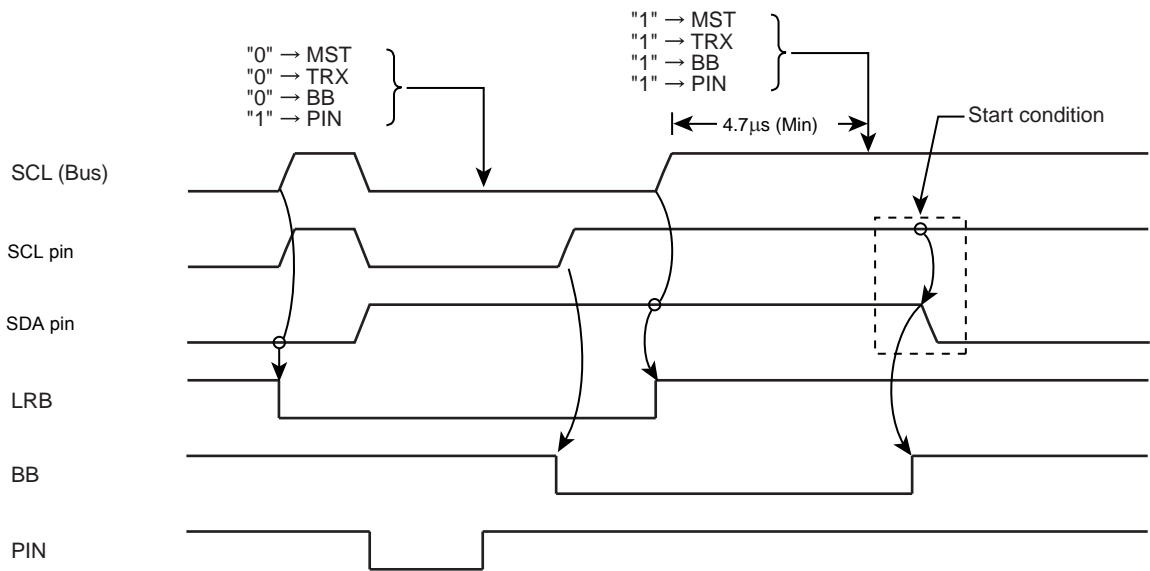 "0" → MST
"0" → TRX
"0" → BB
"1" → PIN
"1" → MST
"1" → TRX
"1" → BB
"1" → PIN
4.7μs (Min)
Start condition
SCL (Bus)
SCL pin
SDA pin
LRB
BB
PIN